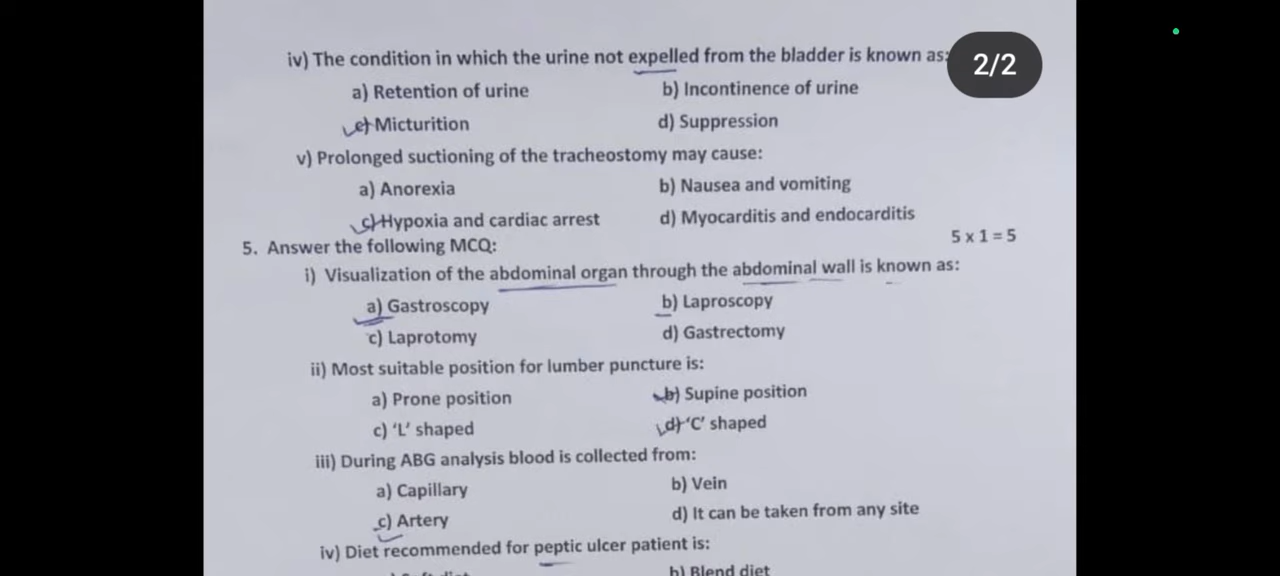 iv) The condition in which the urine not expelled from the bladder is known as:
2/2
a) Retention of urine b) Incontinence of urine
c) Micturition d) Suppression
v) Prolonged suctioning of the tracheostomy may cause:
a) Anorexia b) Nausea and vomiting
c) Hypoxia and cardiac arrest d) Myocarditis and endocarditis
5. Answer the following MCQ: 5 x 1 = 5
i) Visualization of the abdominal organ through the abdominal wall is known as:
a) Gastroscopy b) Laproscopy
c) Laprotomy d) Gastrectomy
ii) Most suitable position for lumber puncture is:
a) Prone position b) Supine position
c) 'L' shaped d) 'C' shaped
iii) During ABG analysis blood is collected from:
a) Capillary b) Vein
c) Artery d) It can be taken from any site
iv) Diet recommended for peptic ulcer patient is:
b) Blend diet